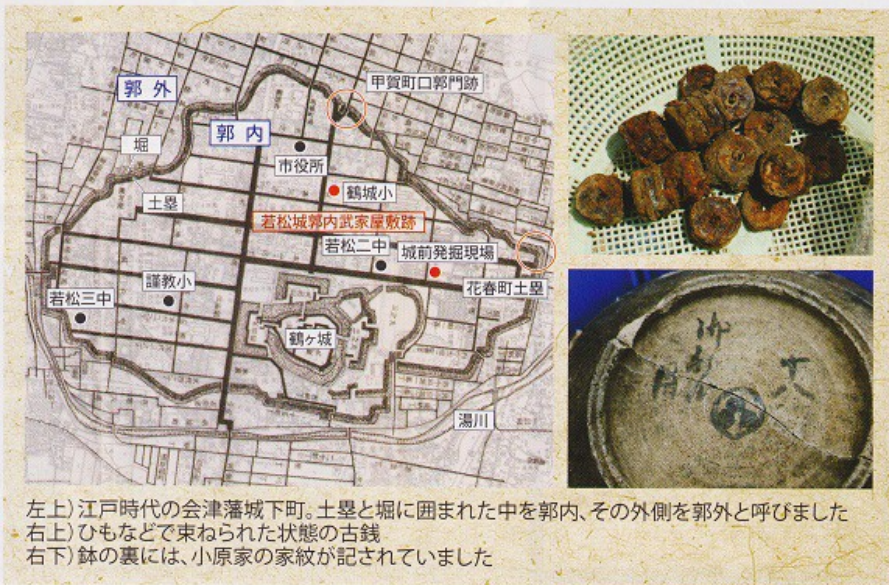 郭外
甲賀町口郭門跡
郭内
堀
市役所
鶴城小
土塁
若松城郭内武家屋敷跡
若松二中
城前発掘現場
謹教小
花春町土塁
若松三中
鶴ヶ城
湯川
左上）江戸時代の会津藩城下町。土塁と堀に囲まれた中を郭内、その外側を郭外と呼びました
右上）ひもなどで束ねられた状態の古銭
右下）鉢の裏には、小原家の家紋が記されていました